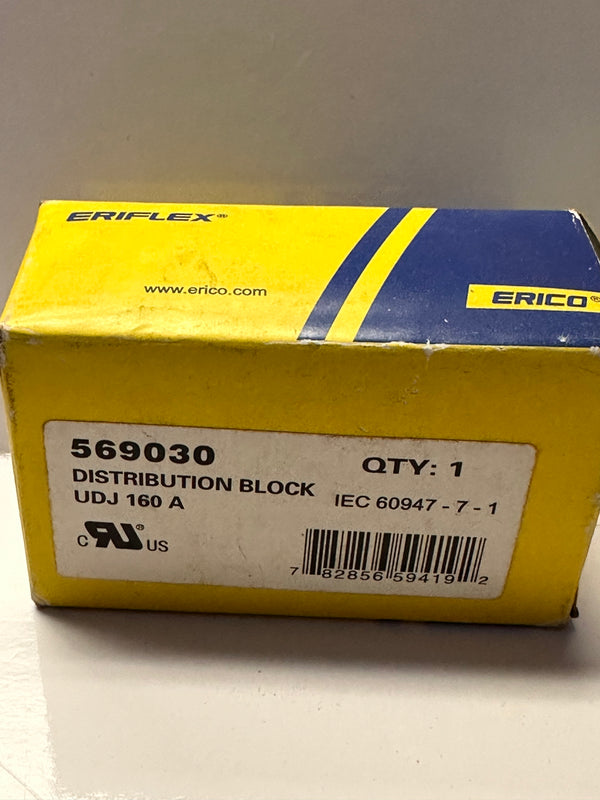 ERIFLEX®
www.erico.com
ERICO®
569030
QTY: 1
DISTRIBUTION BLOCK
UDJ 160 A
IEC 60947 - 7 - 1
C RU® US
7 82856 59419 2